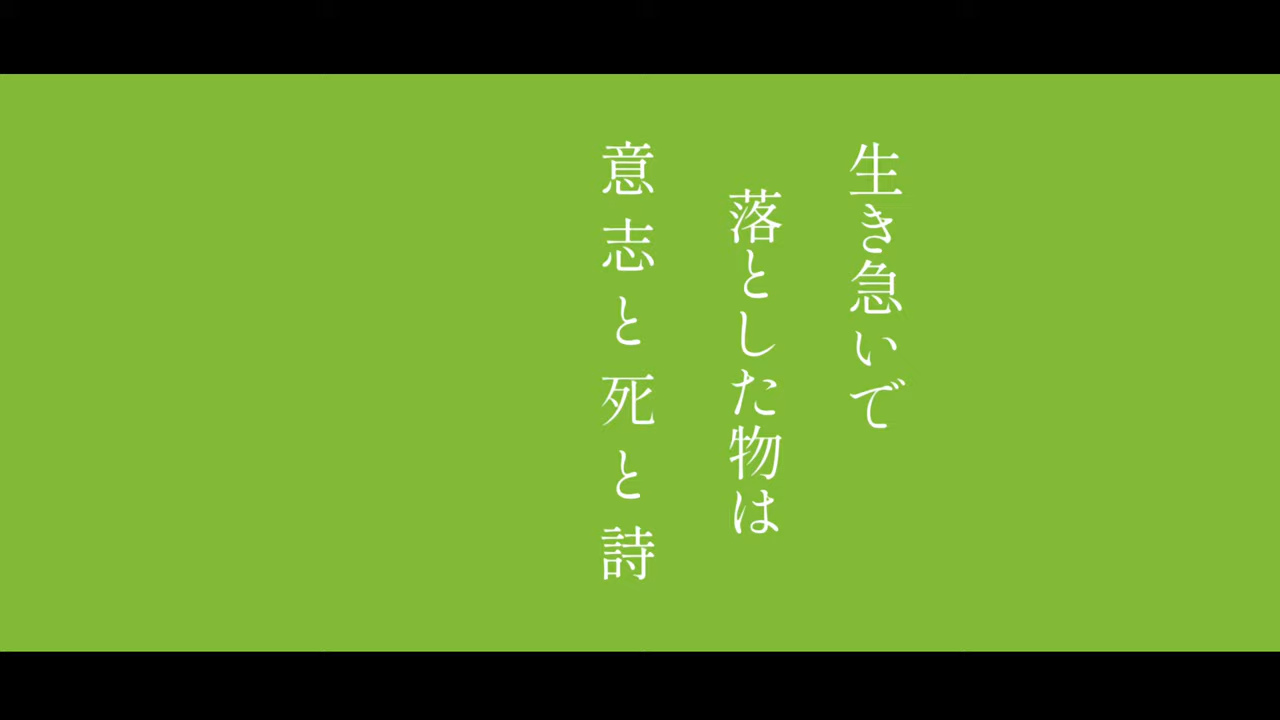 生き急いで
落とした物は
意志と死と詩